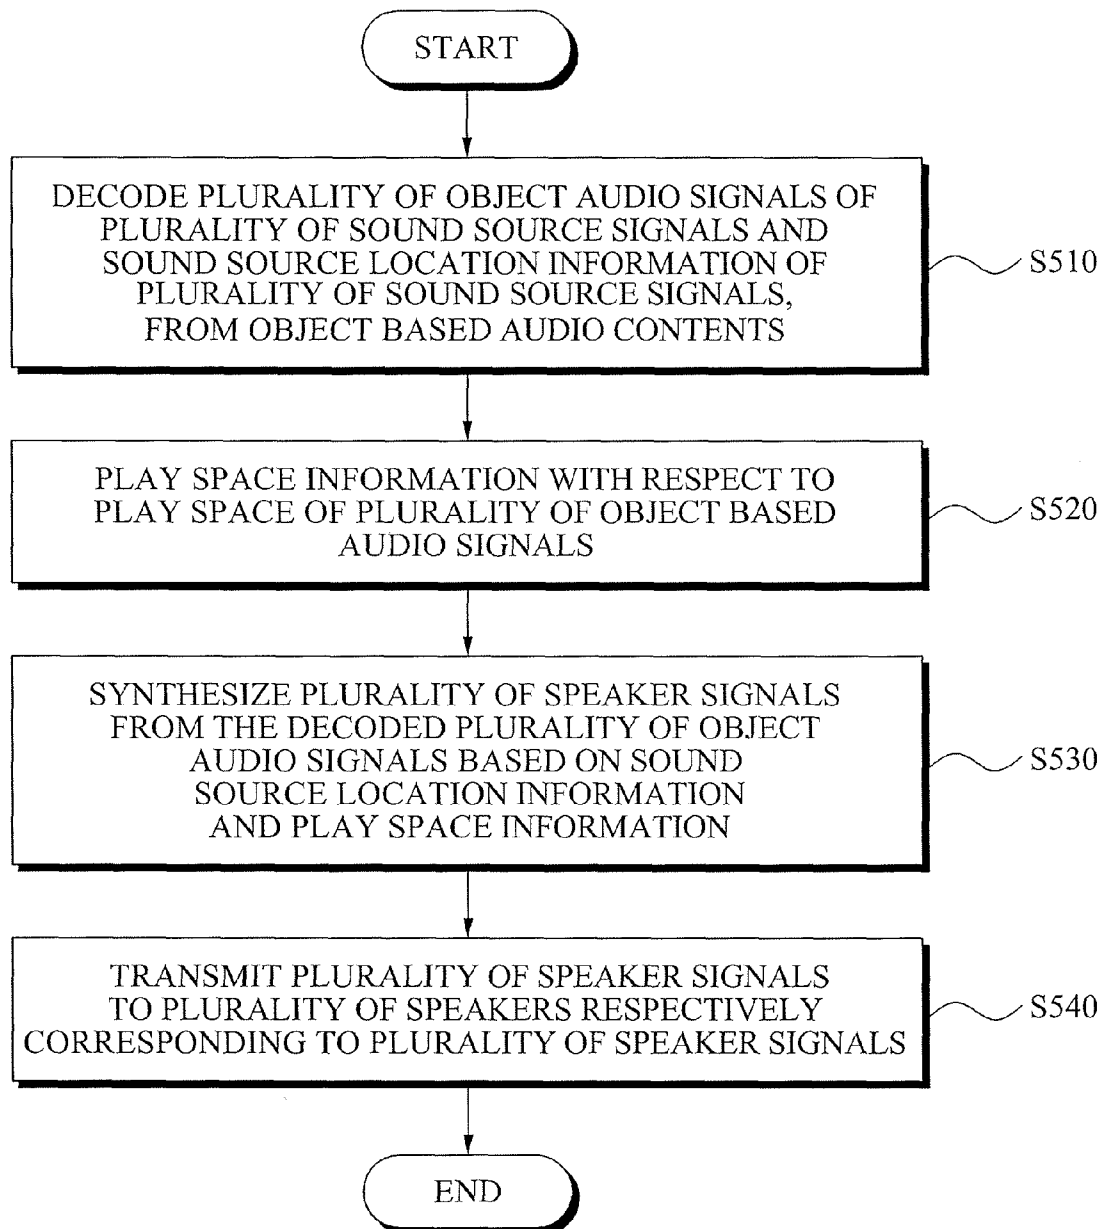 START
DECODE PLURALITY OF OBJECT AUDIO SIGNALS OF
PLURALITY OF SOUND SOURCE SIGNALS AND
SOUND SOURCE LOCATION INFORMATION OF
PLURALITY OF SOUND SOURCE SIGNALS,
FROM OBJECT BASED AUDIO CONTENTS
S510
PLAY SPACE INFORMATION WITH RESPECT TO
PLAY SPACE OF PLURALITY OF OBJECT BASED
AUDIO SIGNALS
S520
SYNTHESIZE PLURALITY OF SPEAKER SIGNALS
FROM THE DECODED PLURALITY OF OBJECT
AUDIO SIGNALS BASED ON SOUND
SOURCE LOCATION INFORMATION
AND PLAY SPACE INFORMATION
S530
TRANSMIT PLURALITY OF SPEAKER SIGNALS
TO PLURALITY OF SPEAKERS RESPECTIVELY
CORRESPONDING TO PLURALITY OF SPEAKER SIGNALS
S540
END